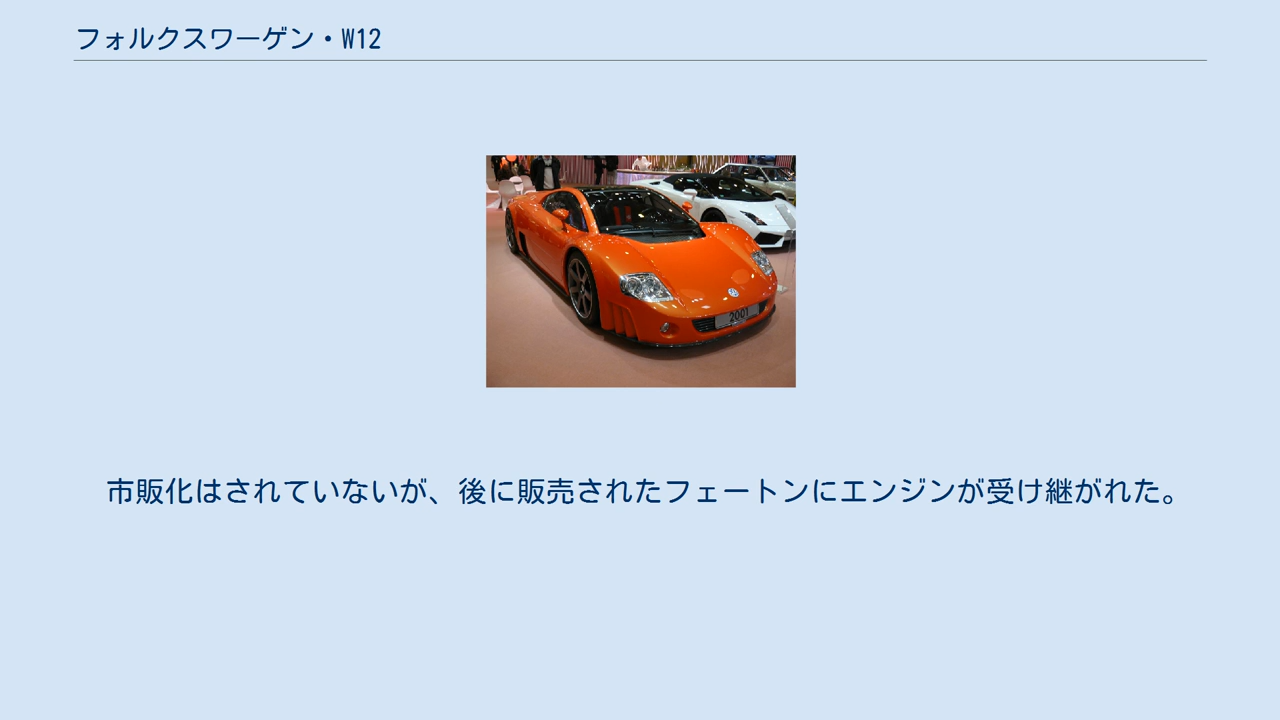 フォルクスワーゲン・W12
2001
市販化はされていないが、後に販売されたフェートンにエンジンが受け継がれた。